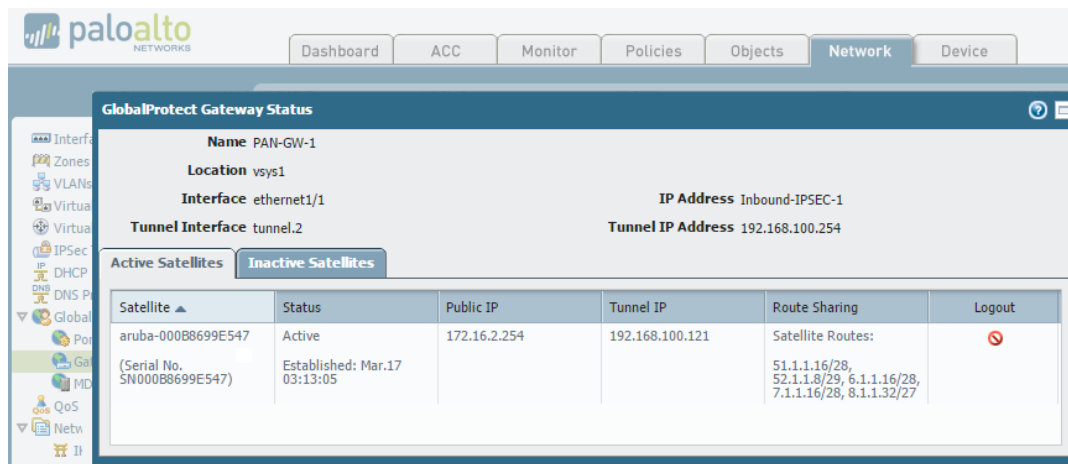 paloalto
NETWORKS
Dashboard ACC Monitor Policies Objects Network Device
GlobalProtect Gateway Status
Name PAN-GW-1
Location vsys1
Interface ethernet1/1 IP Address Inbound-IPSEC-1
Tunnel Interface tunnel.2 Tunnel IP Address 192.168.100.254
Active Satellites Inactive Satellites
Satellite Status Public IP Tunnel IP Route Sharing Logout
aruba-000B8699E547 Active 172.16.2.254 192.168.100.121 Satellite Routes:
(Serial No. Established: Mar.17 51.1.1.16/28,
SN000B8699E547) 03:13:05 52.1.1.8/29, 6.1.1.16/28,
7.1.1.16/28, 8.1.1.32/27
Interfa
Zones
VLANs
Virtua
Virtua
IPSec
DHCP
DNS P
Global
Por
Gat
MD
QoS
Netw